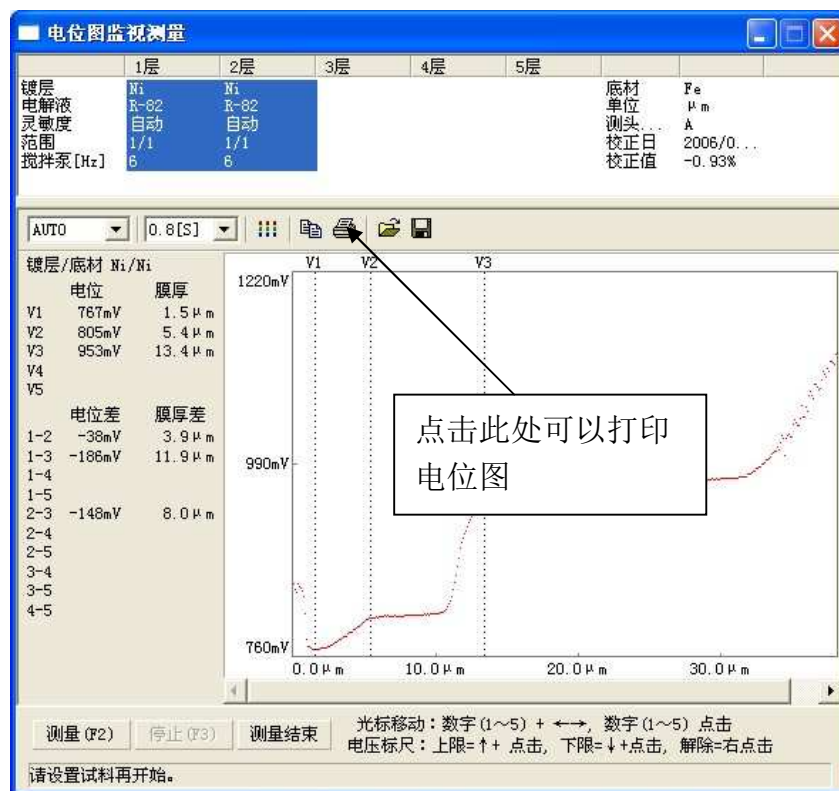 电位图监视测量
1层 2层 3层 4层 5层
镀层 Ni Ni 底材 Fe
电解液 R-82 R-82 单位 μm
灵敏度 自动 自动 测头... A
范围 1/1 1/1 校正日 2006/0...
搅拌泵[Hz] 6 6 校正值 -0.93%
AUTO 0.8[S]
镀层/底材 Ni/Ni
电位 膜厚
V1 767mV 1.5μm
V2 805mV 5.4μm
V3 953mV 13.4μm
V4
V5
电位差 膜厚差
1-2 -38mV 3.9μm
1-3 -186mV 11.9μm
1-4
1-5
2-3 -148mV 8.0μm
2-4
2-5
3-4
3-5
4-5
V1 V2 V3
1220mV
990mV
760mV
0.0μm 10.0μm 20.0μm 30.0μm
点击此处可以打印
电位图
测量(F2) 停止(F3) 测量结束
光标移动:数字(1~5) + ←→, 数字(1~5) 点击
电压标尺:上限=↑+ 点击, 下限=↓+点击, 解除=右点击
请设置试料再开始。